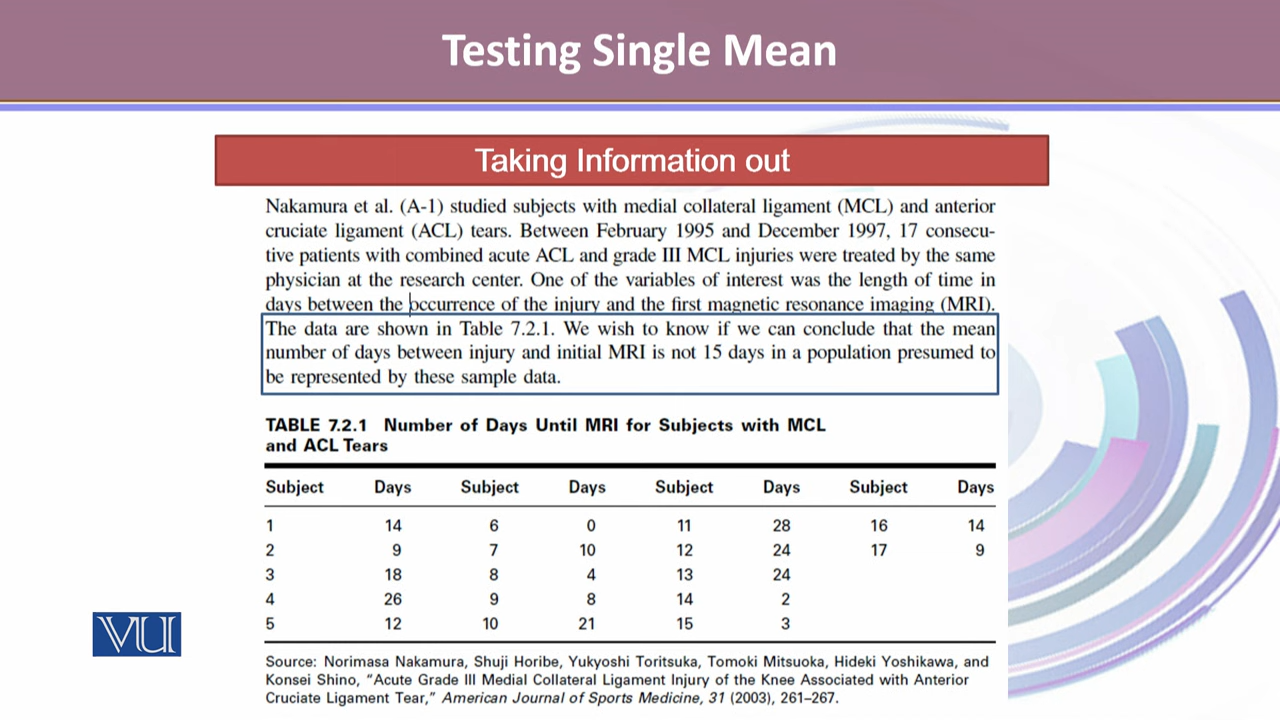 Testing Single Mean
Taking Information out
Nakamura et al. (A-1) studied subjects with medial collateral ligament (MCL) and anterior
cruciate ligament (ACL) tears. Between February 1995 and December 1997, 17 consecu-
tive patients with combined acute ACL and grade III MCL injuries were treated by the same
physician at the research center. One of the variables of interest was the length of time in
days between the occurrence of the injury and the first magnetic resonance imaging (MRI).
The data are shown in Table 7.2.1. We wish to know if we can conclude that the mean
number of days between injury and initial MRI is not 15 days in a population presumed to
be represented by these sample data.
TABLE 7.2.1 Number of Days Until MRI for Subjects with MCL
and ACL Tears
Subject Days Subject Days Subject Days Subject Days
1 14 6 0 11 28 16 14
2 9 7 10 12 24 17 9
3 18 8 4 13 24
4 26 9 8 14 2
5 12 10 21 15 3
VU
Source: Norimasa Nakamura, Shuji Horibe, Yukyoshi Toritsuka, Tomoki Mitsuoka, Hideki Yoshikawa, and
Konsei Shino, “Acute Grade III Medial Collateral Ligament Injury of the Knee Associated with Anterior
Cruciate Ligament Tear,” American Journal of Sports Medicine, 31 (2003), 261–267.